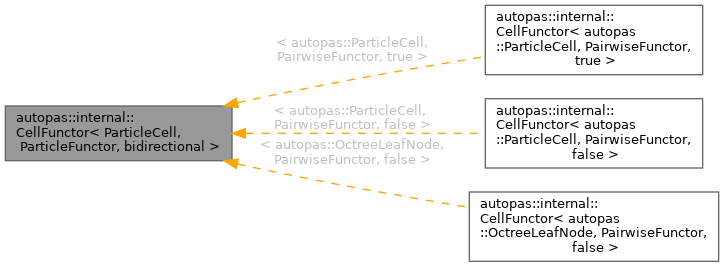 autopas::internal::
CellFunctor< ParticleCell,
ParticleFunctor, bidirectional >
< autopas::ParticleCell,
PairwiseFunctor, true >
< autopas::ParticleCell,
PairwiseFunctor, false >
< autopas::OctreeLeafNode,
PairwiseFunctor, false >
autopas::internal::
CellFunctor< autopas
::ParticleCell, PairwiseFunctor,
true >
autopas::internal::
CellFunctor< autopas
::ParticleCell, PairwiseFunctor,
false >
autopas::internal::
CellFunctor< autopas
::OctreeLeafNode, PairwiseFunctor,
false >